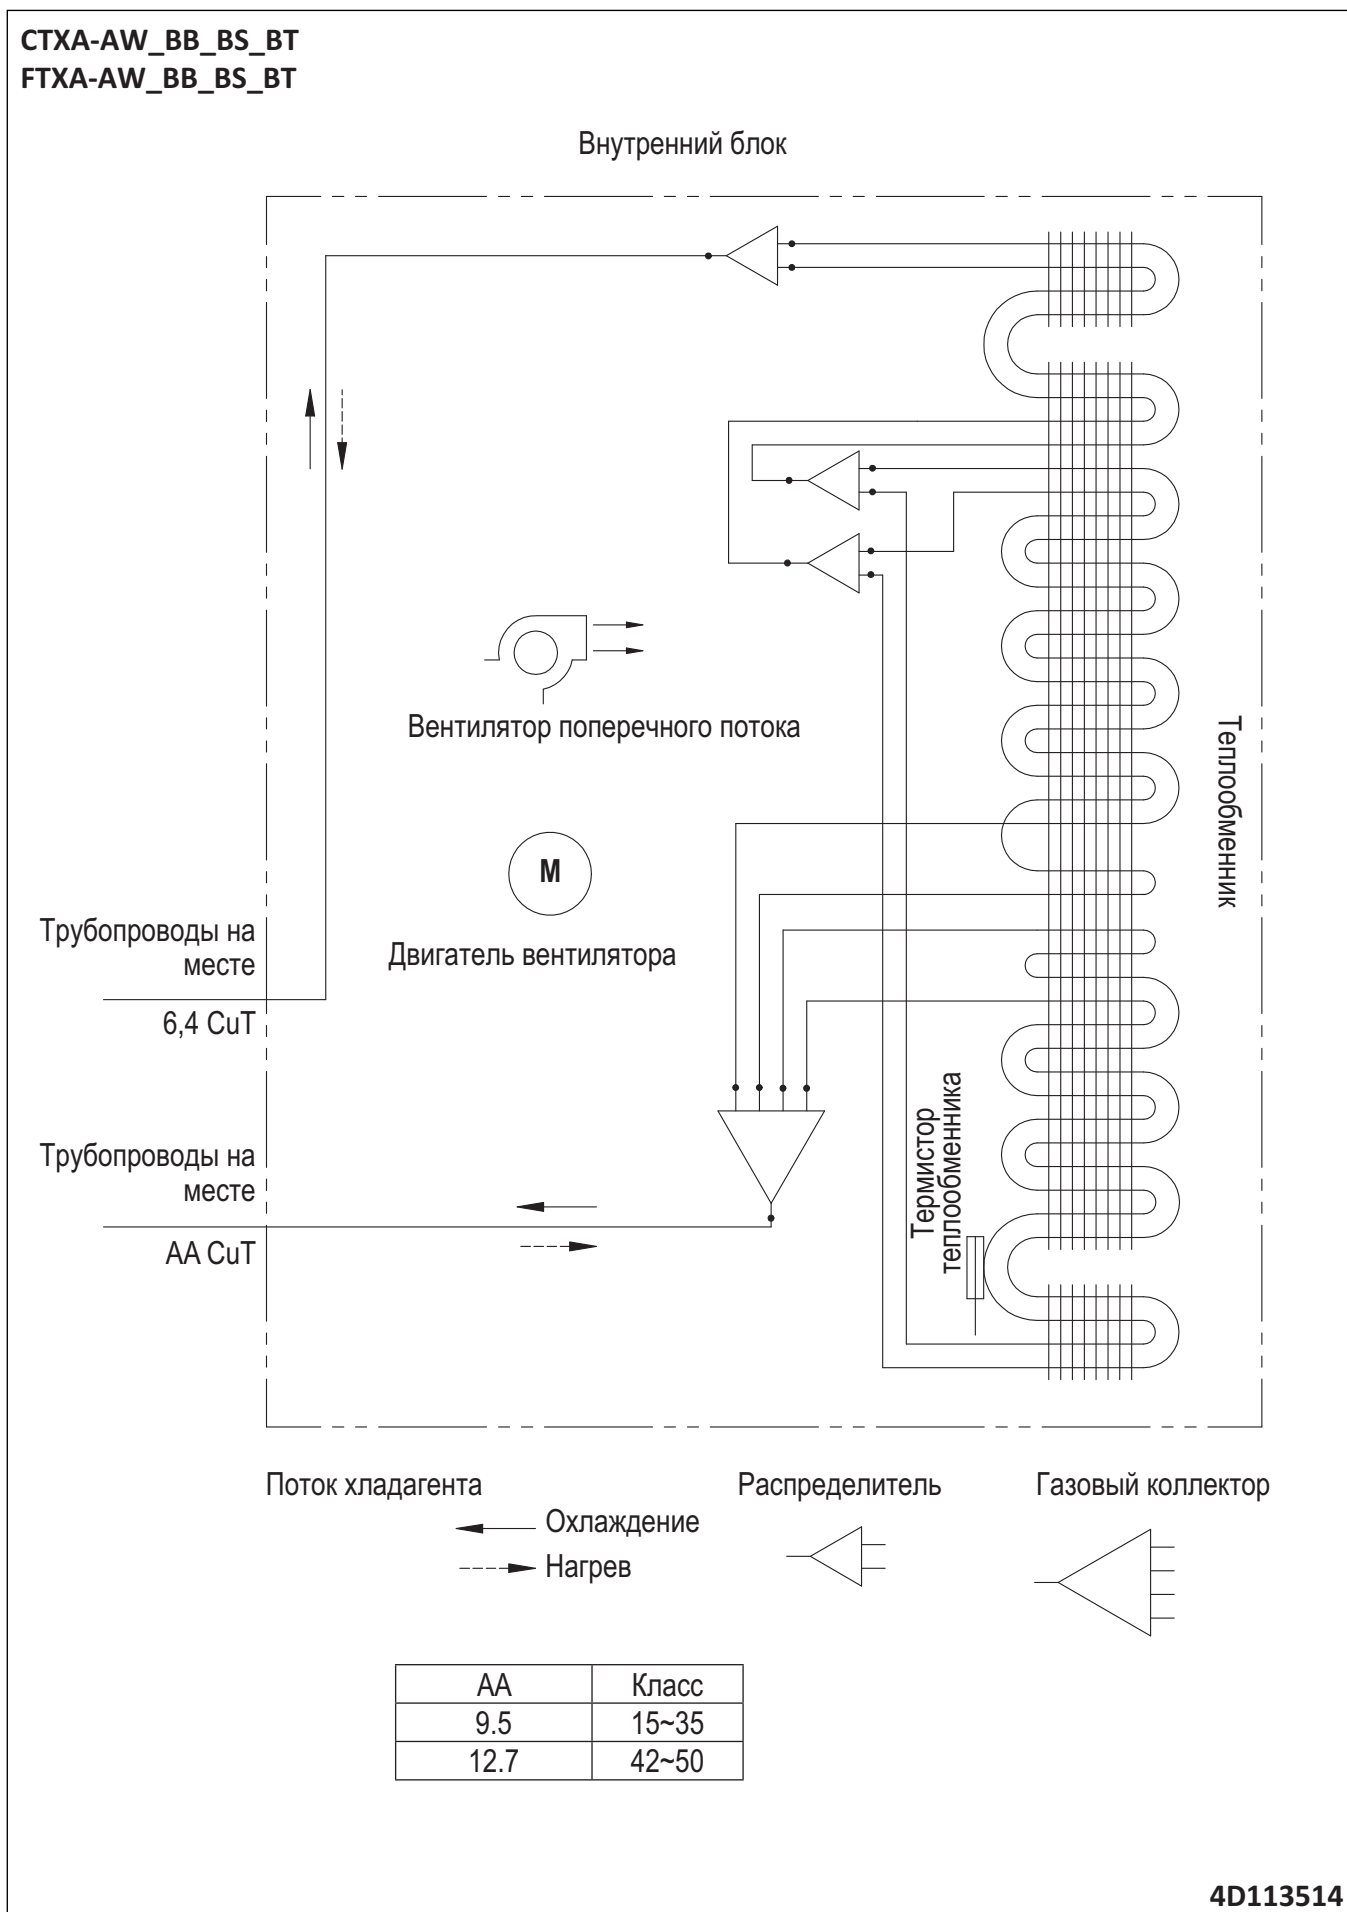 CTXA-AW_BB_BS_BT
FTXA-AW_BB_BS_BT
Внутренний блок
Вентилятор поперечного потока
Теплообменник
M
Двигатель вентилятора
Трубопроводы на
месте
6,4 CuT
Термистор
теплообменника
Трубопроводы на
месте
AA CuT
Поток хладагента
Охлаждение
Нагрев
Распределитель
Газовый коллектор
AA Класс
9.5 15~35
12.7 42~50
4D113514